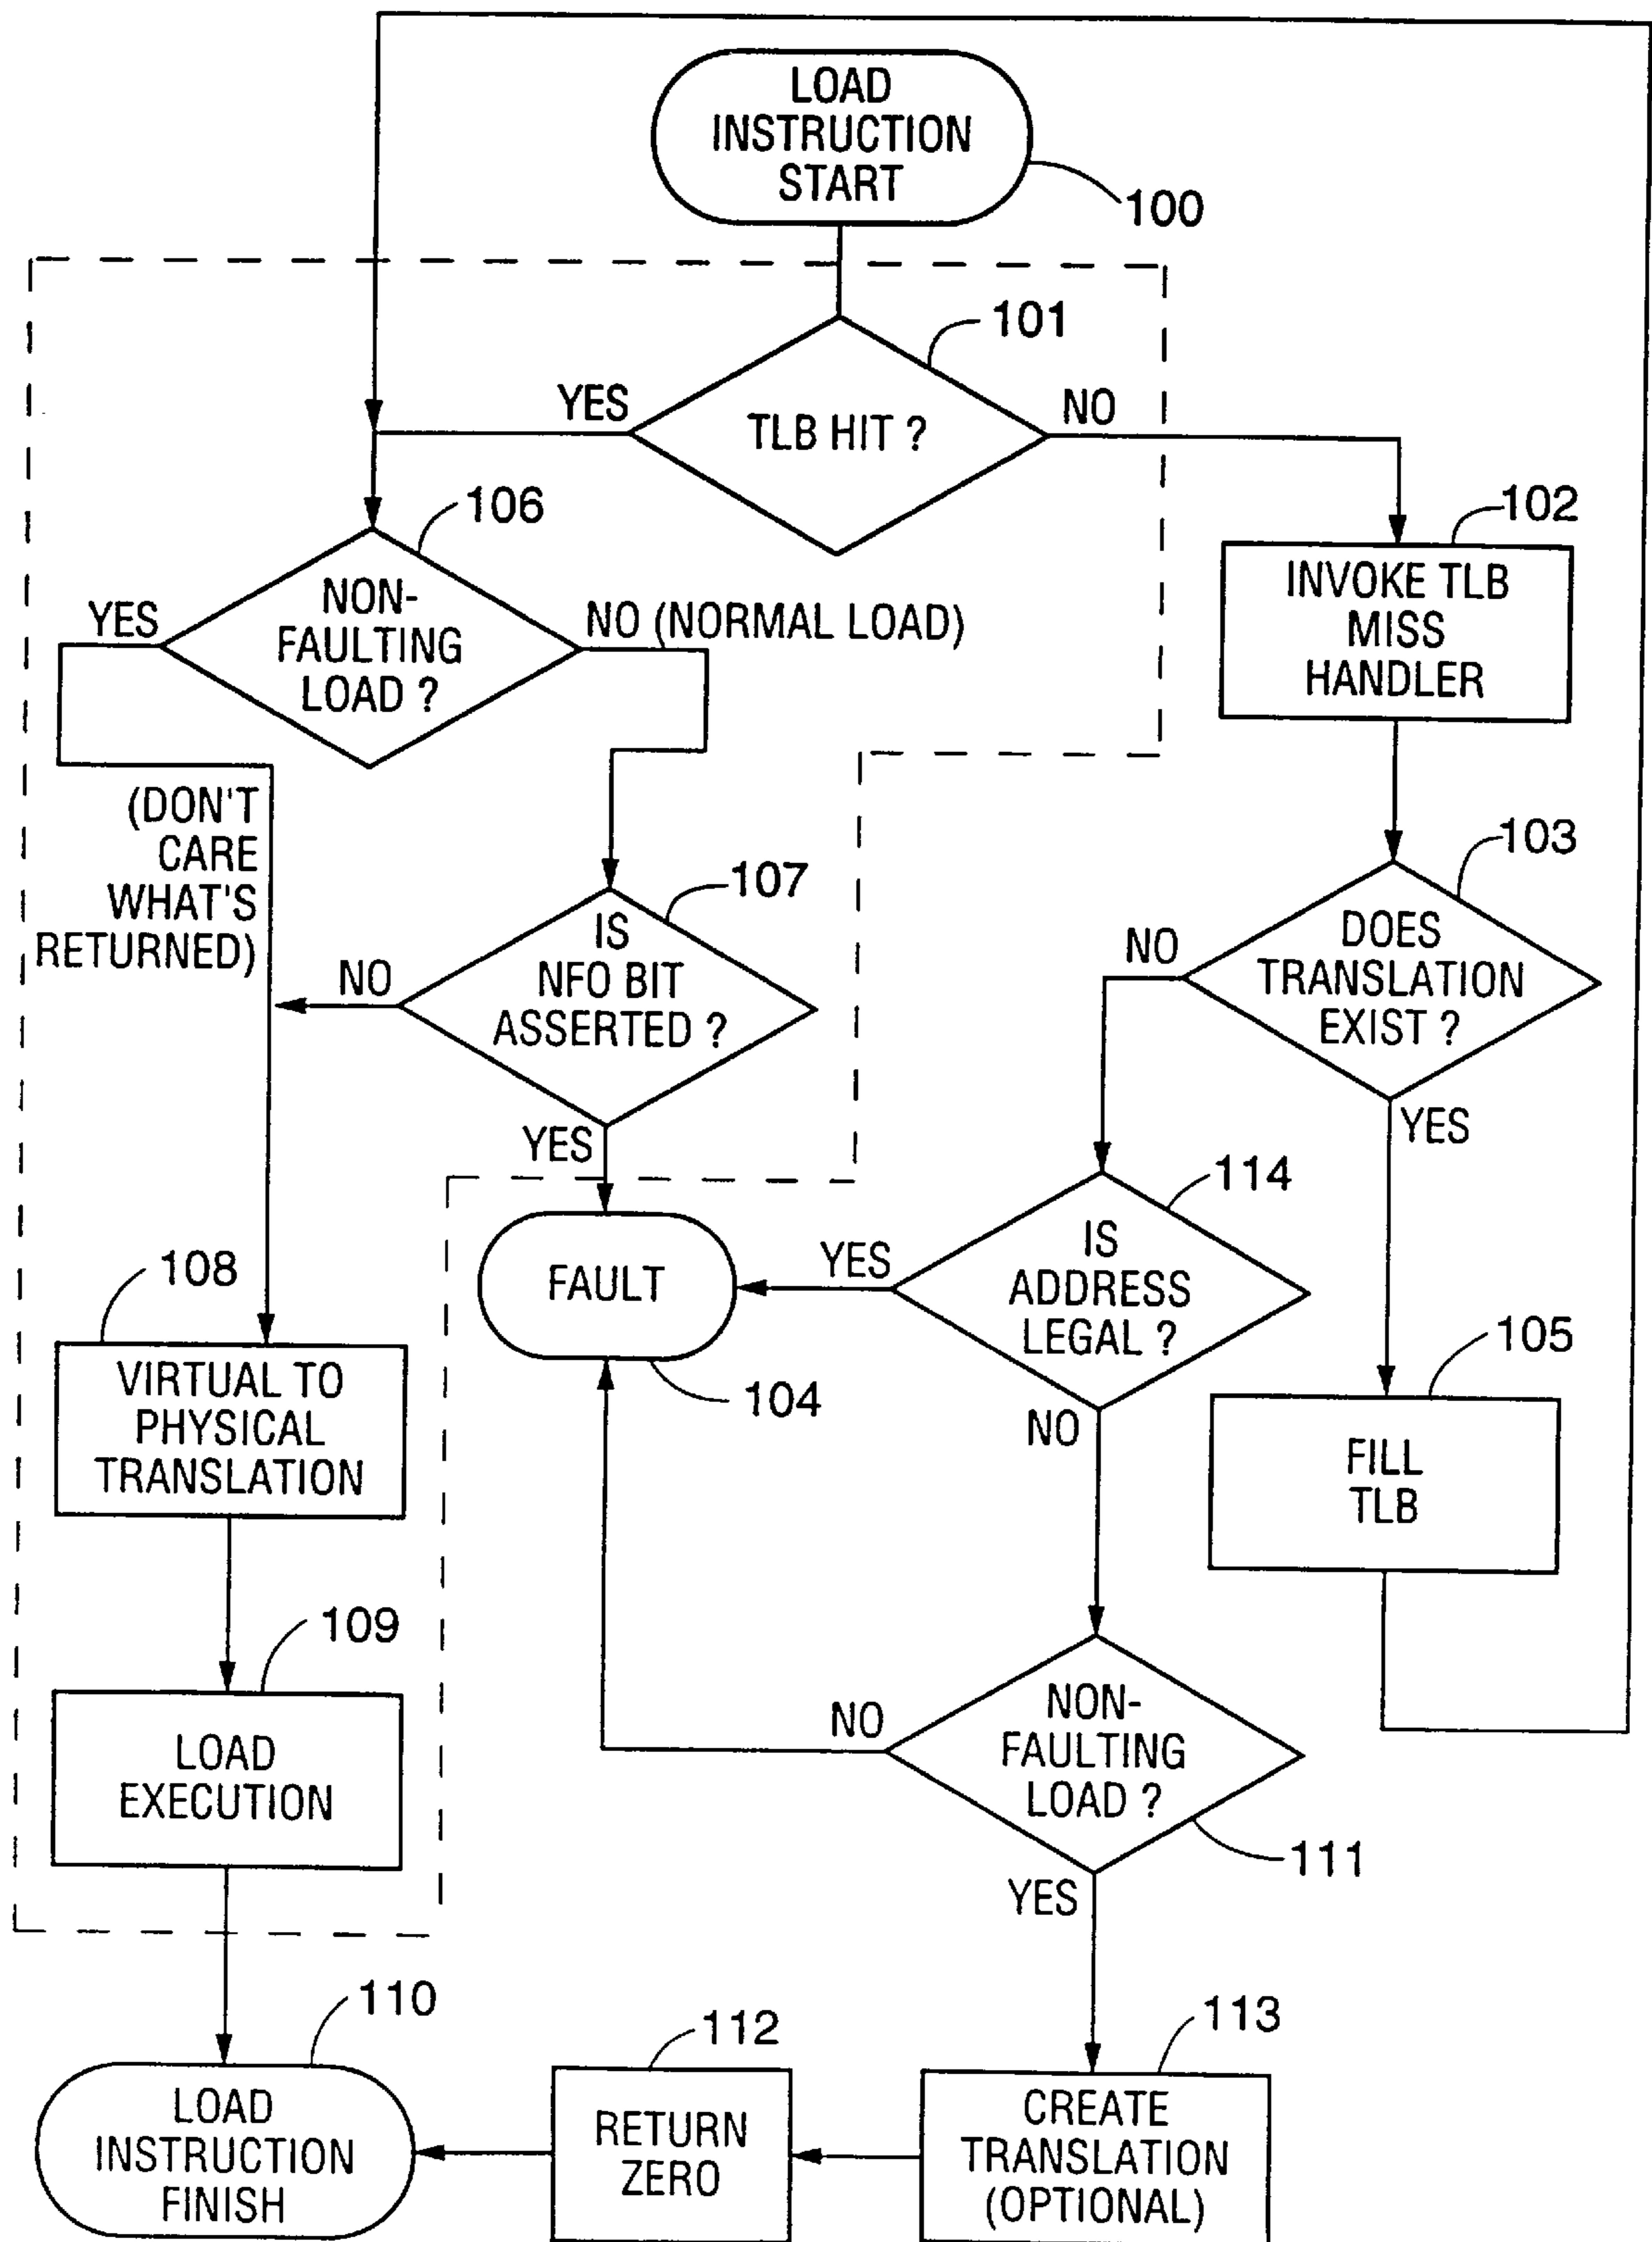 LOAD
INSTRUCTION
START
100
101
YES
TLB HIT ?
NO
106
102
NON-
FAULTING
LOAD ?
YES
NO (NORMAL LOAD)
INVOKE TLB
MISS
HANDLER
(DON'T
CARE
WHAT'S
RETURNED)
107
103
IS
NFO BIT
ASSERTED ?
NO
NO
DOES
TRANSLATION
EXIST ?
YES
YES
114
108
FAULT
YES
IS
ADDRESS
LEGAL ?
105
VIRTUAL TO
PHYSICAL
TRANSLATION
104
NO
FILL
TLB
109
LOAD
EXECUTION
NO
NON-
FAULTING
LOAD ?
111
YES
110
112
113
LOAD
INSTRUCTION
FINISH
RETURN
ZERO
CREATE
TRANSLATION
(OPTIONAL)